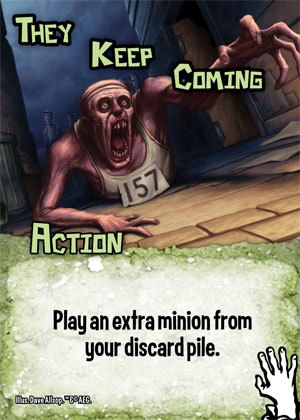 They Keep Coming
157
Action
Play an extra minion from
your discard pile.
Illus. Dave Allsop. ™&©AEG.